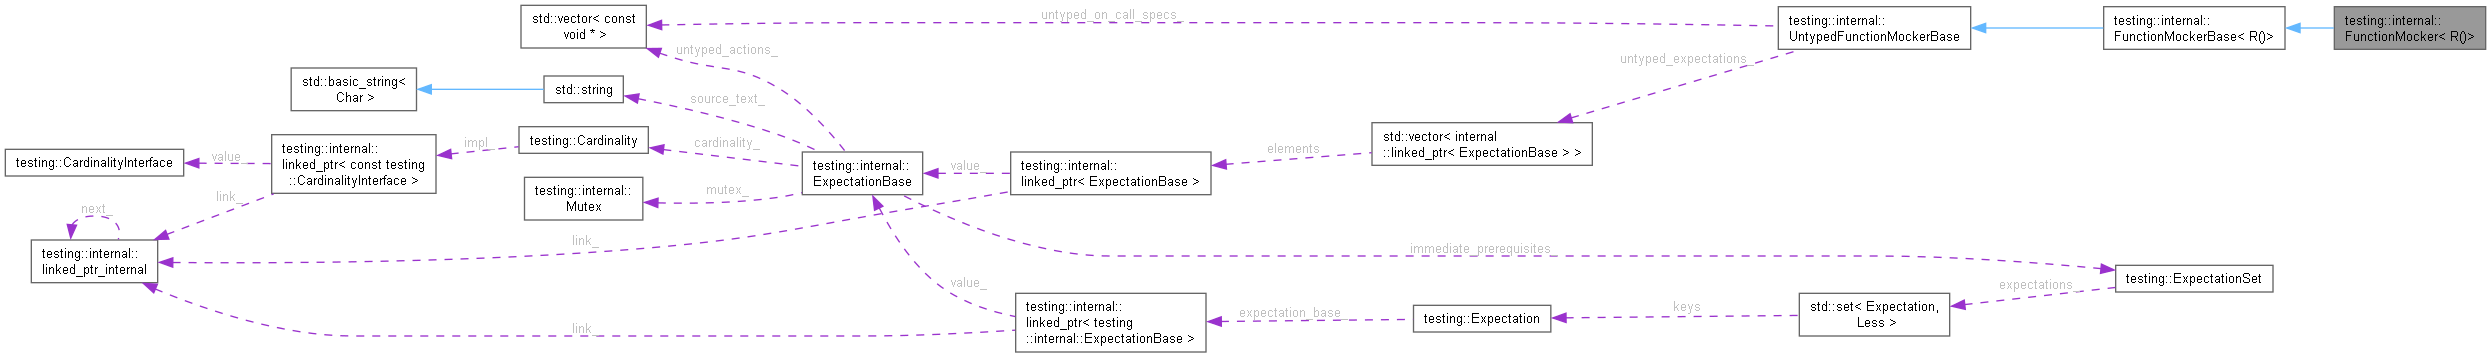 std::vector< const
void * >
untyped_on_call_specs_
testing::internal::
UntypedFunctionMockerBase
testing::internal::
FunctionMockerBase< R()>
testing::internal::
FunctionMocker< R()>
untyped_actions_
untyped_expectations_
std::basic_string<
Char >
std::string
source_text_
testing::CardinalityInterface
value_
testing::internal::
linked_ptr< const testing
::CardinalityInterface >
impl_
testing::Cardinality
cardinality_
testing::internal::
ExpectationBase
value_
testing::internal::
linked_ptr< ExpectationBase >
elements
std::vector< internal
::linked_ptr< ExpectationBase > >
testing::internal::
Mutex
mutex_
link_
next_
testing::internal::
linked_ptr_internal
link_
immediate_prerequisites_
testing::ExpectationSet
value_
expectations_
testing::internal::
linked_ptr< testing
::internal::ExpectationBase >
expectation_base_
testing::Expectation
keys
std::set< Expectation,
Less >
link_